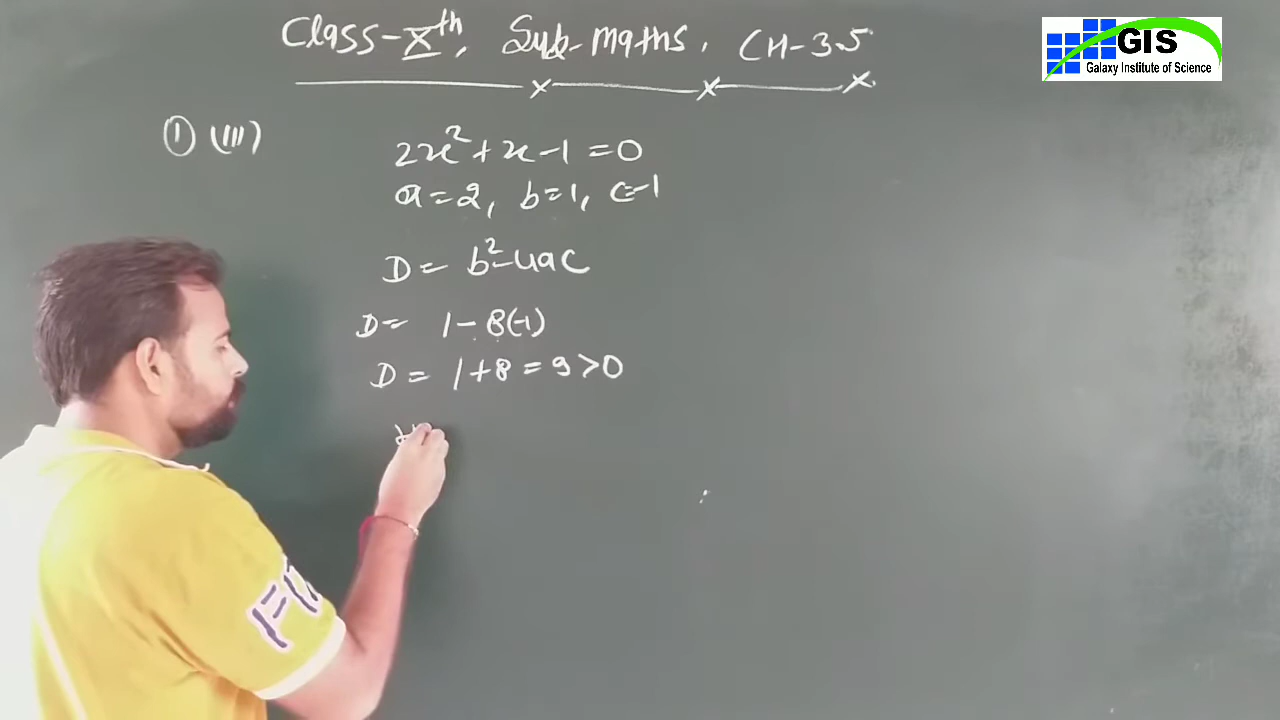 Class-Xth, Sub-Maths, CH-3.5
GIS
Galaxy Institute of Science
① (III)
2x²+x-1=0
a=2, b=1, c=-1
D= b²-4ac
D= 1-8(-1)
D= 1+8=9>0